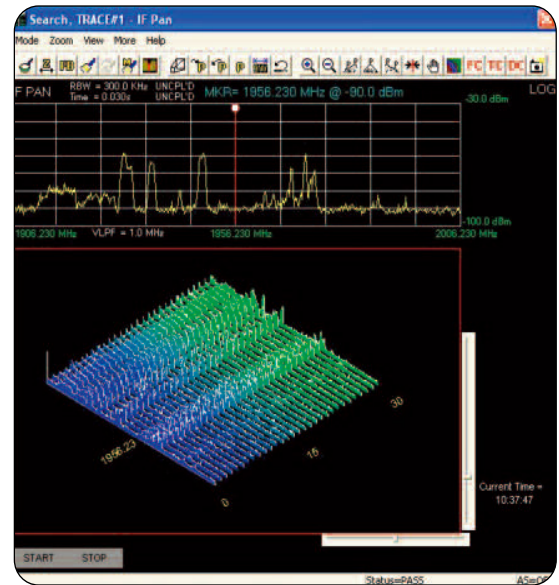 Search, TRACE#1 - IF Pan
Mode Zoom View More Help
FC TC DC
F PAN RBW = 300.0 KHz UNCPL'D MKR= 1956.230 MHz @ -90.0 dBm LOG
Time = 0.030s UNCPL'D
-30.0 dBm
-100.0 dBm
1906.230 MHz VLPF = 1.0 MHz 1956.230 MHz 2006.230 MHz
30
15
1956.23
0
Current Time =
10:37:47
START STOP
Status=PASS